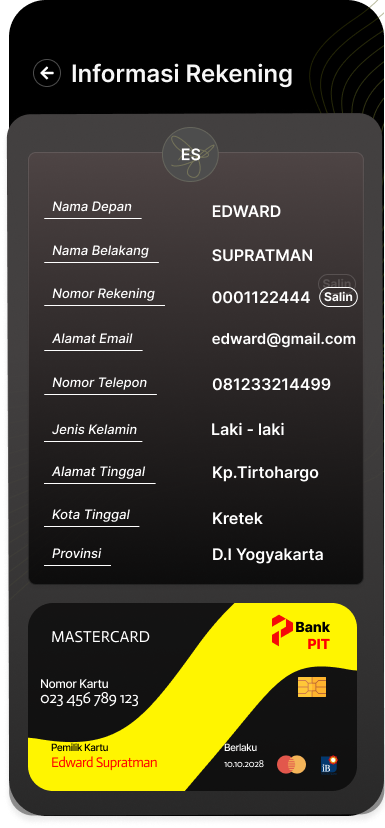 Informasi Rekening
ES
Nama Depan EDWARD
Nama Belakang SUPRATMAN
Salin
Nomor Rekening 0001122444 Salin
Alamat Email edward@gmail.com
Nomor Telepon 081233214499
Jenis Kelamin Laki - laki
Alamat Tinggal Kp.Tirtohargo
Kota Tinggal Kretek
Provinsi D.I Yogyakarta
MASTERCARD
Bank
PIT
Nomor Kartu
023 456 789 123
Pemilik Kartu
Edward Supratman
Berlaku
10.10.2028
iB